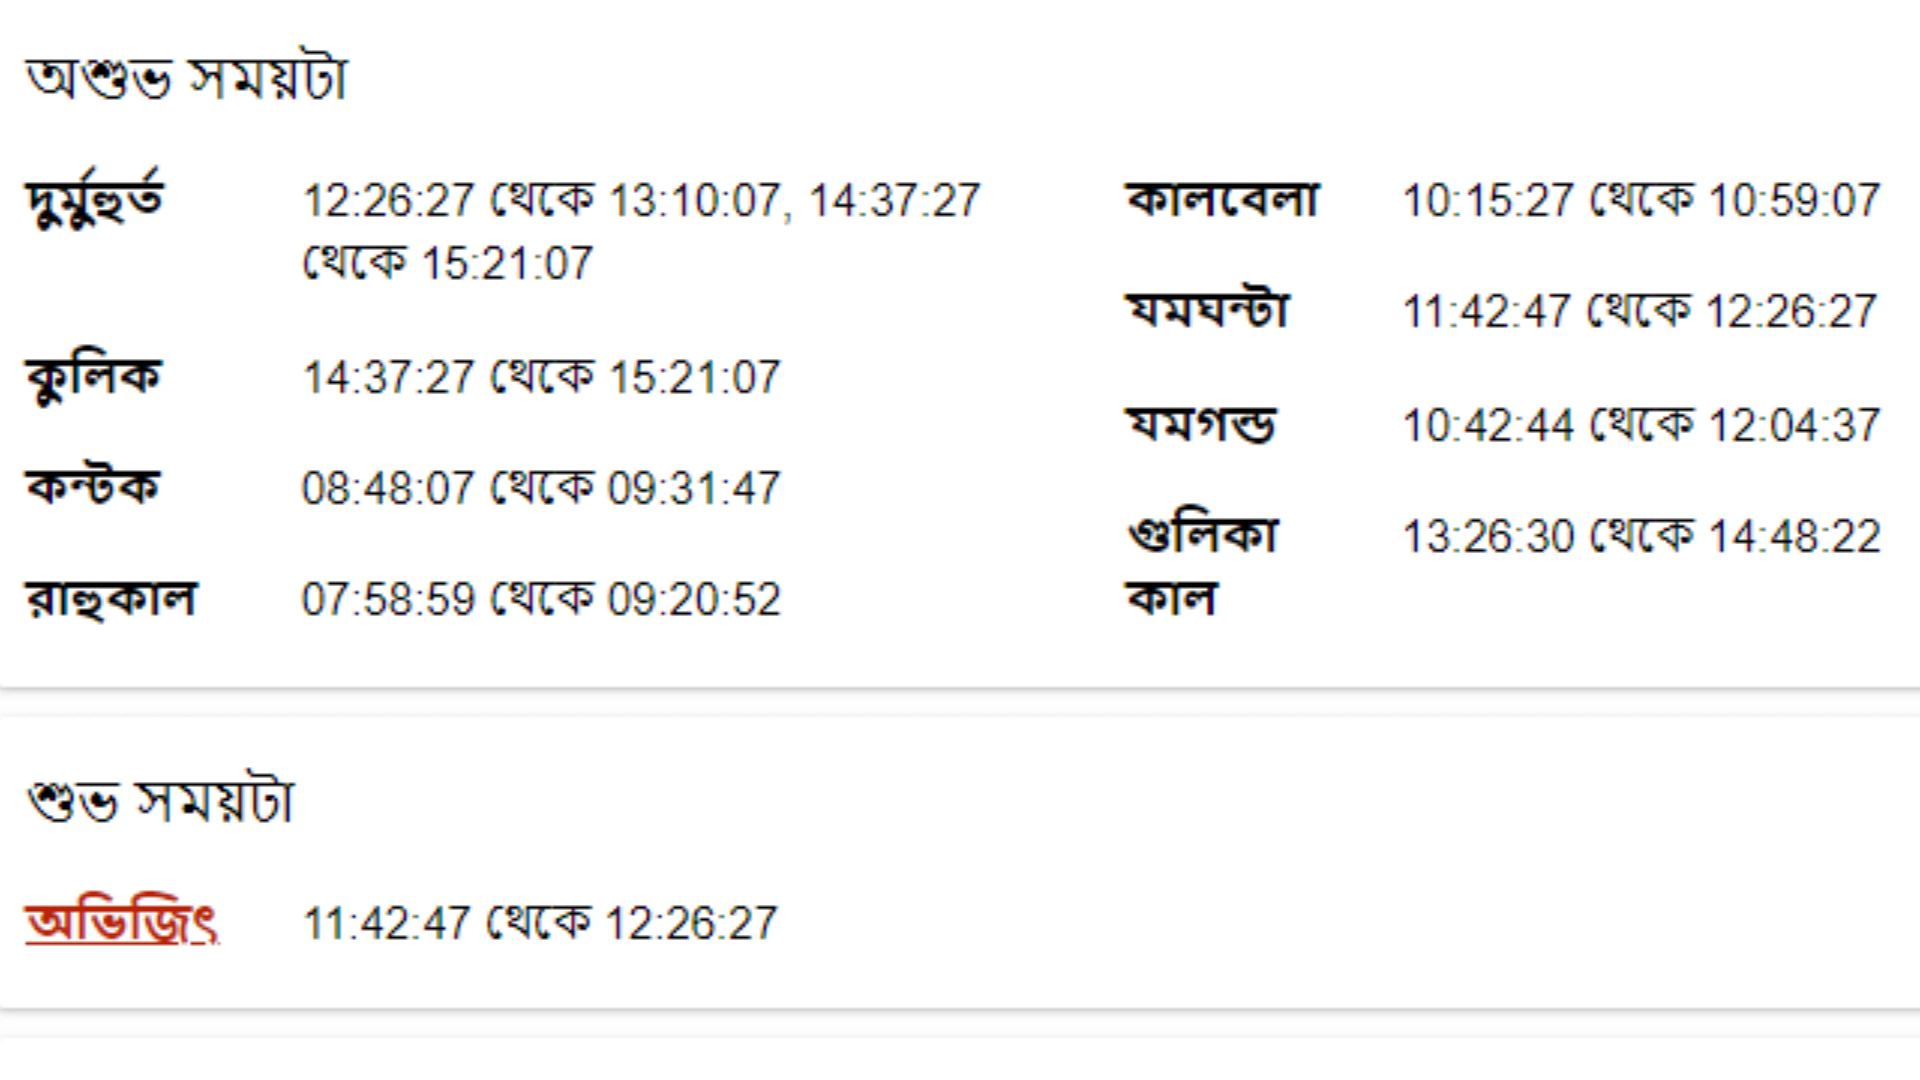 অশুভ সময়টা
দুর্মুহুর্ত 12:26:27 থেকে 13:10:07, 14:37:27
থেকে 15:21:07
কুলিক 14:37:27 থেকে 15:21:07
কন্টক 08:48:07 থেকে 09:31:47
রাহুকাল 07:58:59 থেকে 09:20:52
কালবেলা 10:15:27 থেকে 10:59:07
যমঘন্টা 11:42:47 থেকে 12:26:27
যমগন্ড 10:42:44 থেকে 12:04:37
গুলিকা 13:26:30 থেকে 14:48:22
কাল
শুভ সময়টা
অভিজিৎ 11:42:47 থেকে 12:26:27